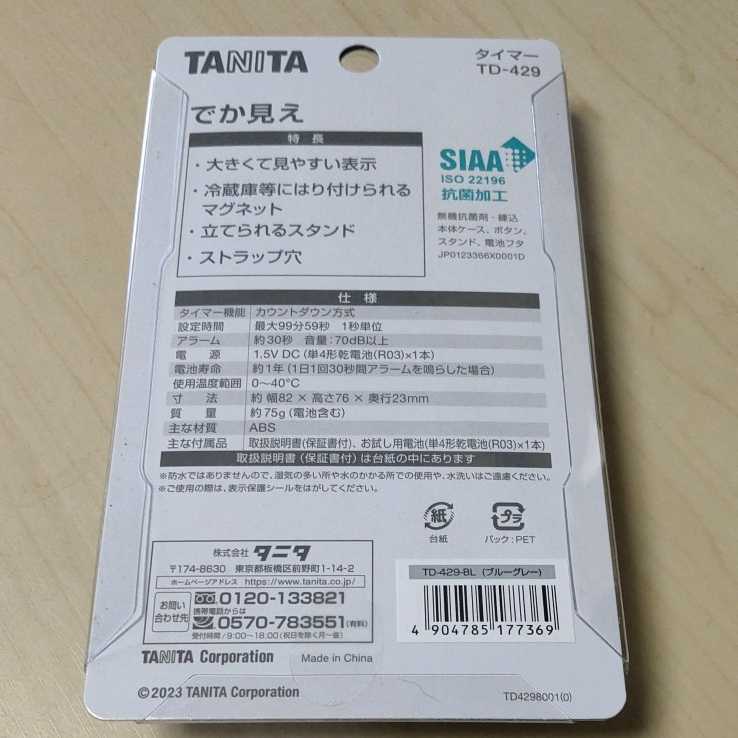 TANITA
タイマー
TD-429
でか見え
特長
・大きくて見やすい表示
・冷蔵庫等にはり付けられる
マグネット
・立てられるスタンド
・ストラップ穴
SIAA
ISO 22196
抗菌加工
無機抗菌剤・練込
本体ケース、ボタン、
スタンド、電池フタ
JP0123366X0001D
仕様
タイマー機能 カウントダウン方式
設定時間 最大99分59秒 1秒単位
アラーム 約30秒 音量:70dB以上
電源 1.5V DC (単4形乾電池(R03)×1本)
電池寿命 約1年 (1日1回30秒間アラームを鳴らした場合)
使用温度範囲 0~40℃
寸法 約 幅82 × 高さ76 × 奥行23mm
質量 約75g (電池含む)
主な材質 ABS
主な付属品 取扱説明書(保証書付)、お試し用電池(単4形乾電池(R03)×1本)
取扱説明書 (保証書付) は台紙の中にあります
※防水ではありませんので、湿気の多い所や水のかかる所での使用や、水洗いはご遠慮ください。
※ご使用の際は、表示保護シールをはがしてください。
紙
台紙
プラ
パック:PET
株式会社 タニタ
〒174-8630 東京都板橋区前野町1-14-2
ホームページアドレス https://www.tanita.co.jp/
お問い合わせ先
0120-133821
携帯電話からは
0570-783551(有料)
受付時間/9:00~18:00(祝日を除く月~金)
TD-429-BL (ブルーグレー)
4 904785 177369
TANITA Corporation
Made in China
©2023 TANITA Corporation
TD4298001(0)